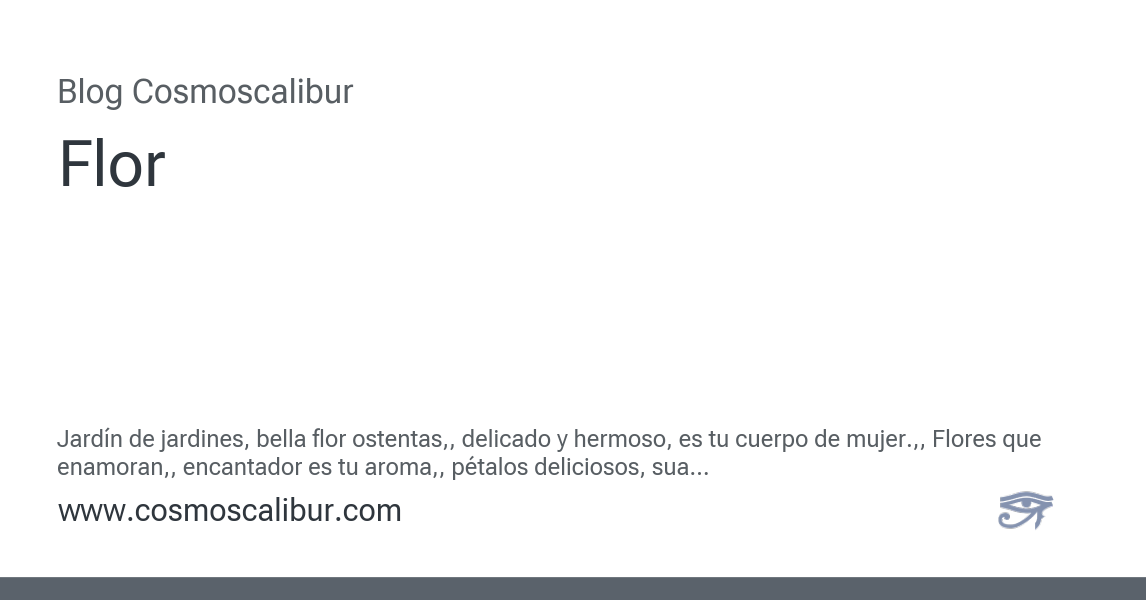 Blog Cosmoscalibur
Flor
Jardín de jardines, bella flor ostentas,, delicado y hermoso, es tu cuerpo de mujer.,, Flores que
enamoran,, encantador es tu aroma,, pétalos deliciosos, sua...
www.cosmoscalibur.com